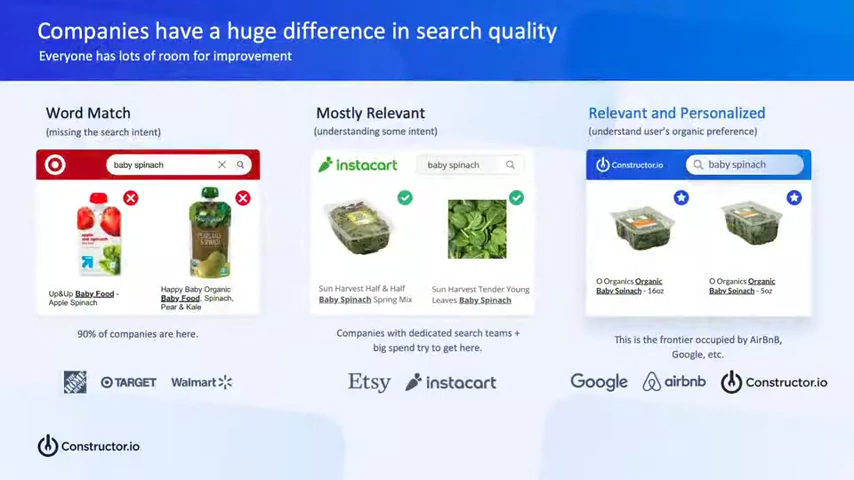 Companies have a huge difference in search quality
Everyone has lots of room for improvement
Word Match
(missing the search intent)
baby spinach
Up&Up Baby Food -
Apple Spinach
Happy Baby Organic
Baby Food, Spinach,
Pear & Kale
90% of companies are here.
TARGET
Walmart
Mostly Relevant
(understanding some intent)
instacart
baby spinach
Sun Harvest Half & Half
Baby Spinach Spring Mix
Sun Harvest Tender Young
Leaves Baby Spinach
Companies with dedicated search teams +
big spend try to get here.
Etsy
instacart
Relevant and Personalized
(understand user's organic preference)
Constructor.io
baby spinach
O Organics Organic
Baby Spinach - 16oz
O Organics Organic
Baby Spinach - 5oz
This is the frontier occupied by AirBnB,
Google, etc.
Google
airbnb
Constructor.io
Constructor.io